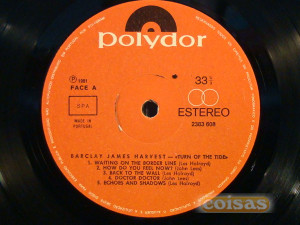 polydor
℗ 1981
FACE A
33⅓
S.P.A.
ESTEREO
MADE IN
PORTUGAL
2383 608
BARCLAY JAMES HARVEST — «TURN OF THE TIDE»
1. WAITING ON THE BORDER LINE (Les Holroyd)
2. HOW DO YOU FEEL NOW? (John Lees)
3. BACK TO THE WALL (Les Holroyd)
4. DOCTOR DOCTOR (John Lees)
5. ECHOES AND SHADOWS (Les Holroyd)
coisas